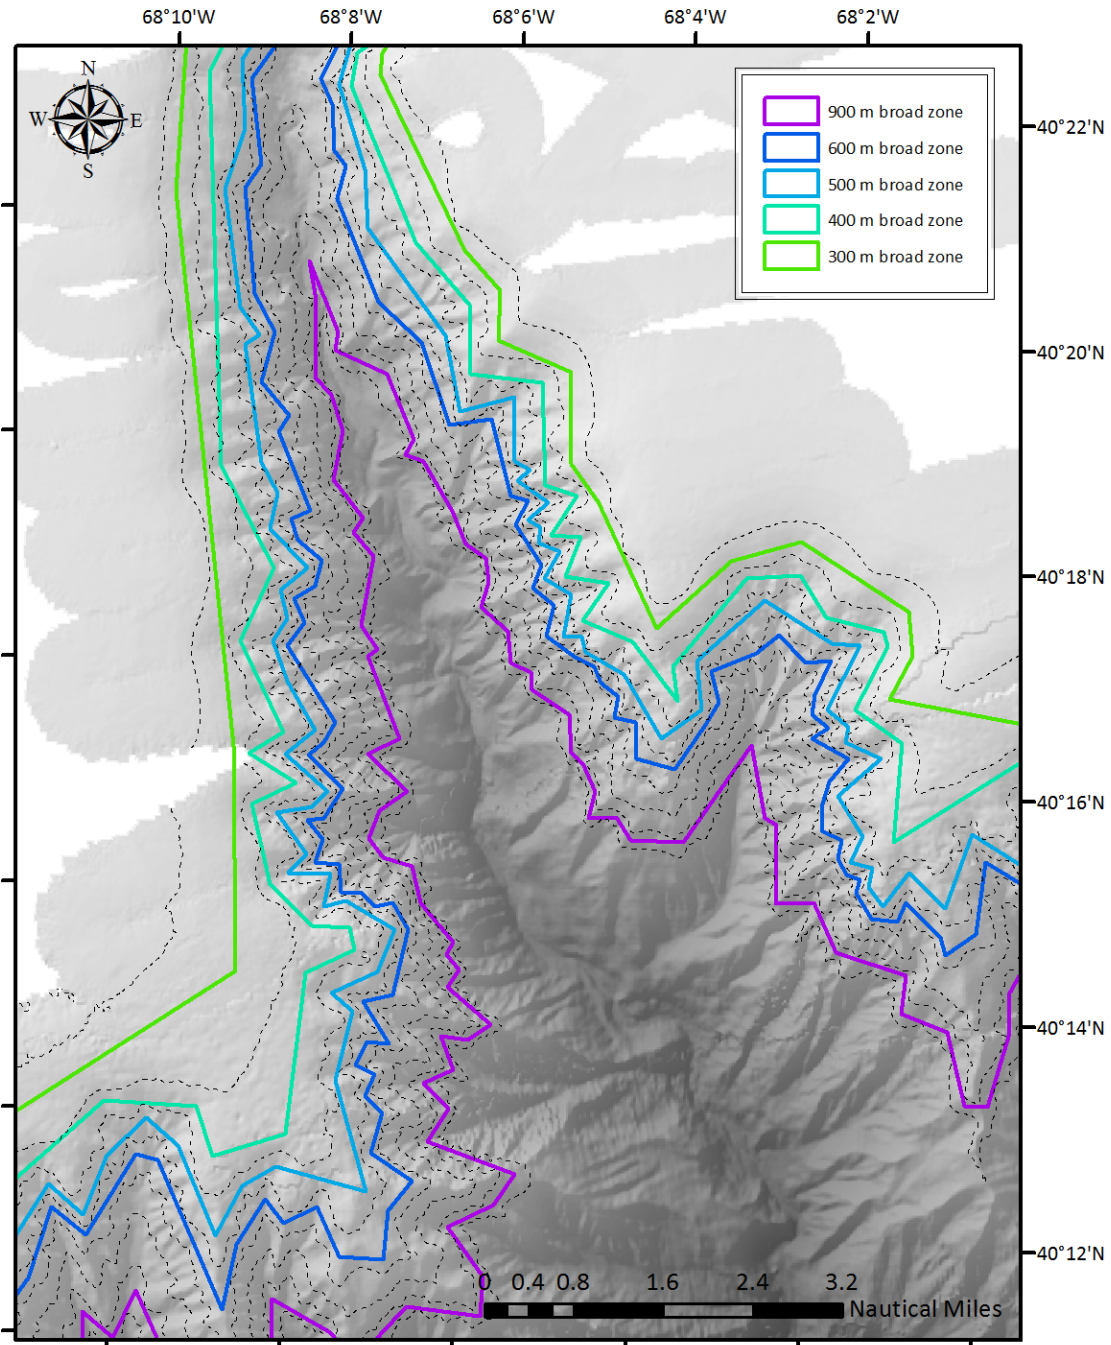 68°10'W 68°8'W 68°6'W 68°4'W 68°2'W
N
W E
S
900 m broad zone
600 m broad zone
500 m broad zone
400 m broad zone
300 m broad zone
40°22'N
40°20'N
40°18'N
40°16'N
40°14'N
40°12'N
0 0.4 0.8 1.6 2.4 3.2
Nautical Miles